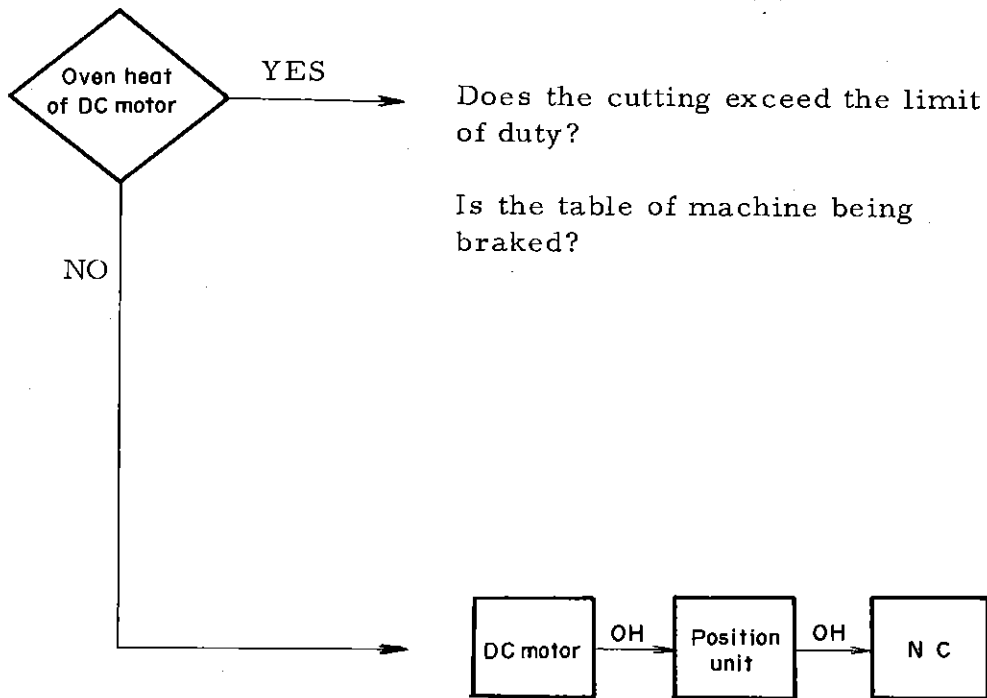 Oven heat
of DC motor
YES
Does the cutting exceed the limit
of duty?
Is the table of machine being
braked?
NO
DC motor
OH
Position
unit
OH
N C